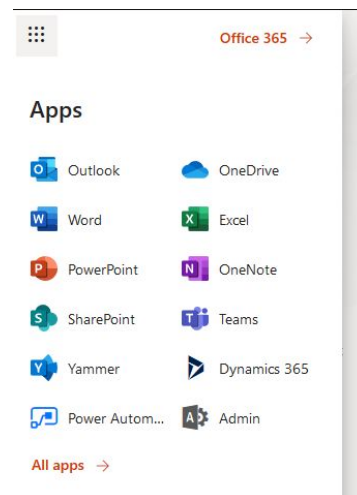 Office 365 →
Apps
Outlook
OneDrive
Word
Excel
PowerPoint
OneNote
SharePoint
Teams
Yammer
Dynamics 365
Power Autom...
Admin
All apps →